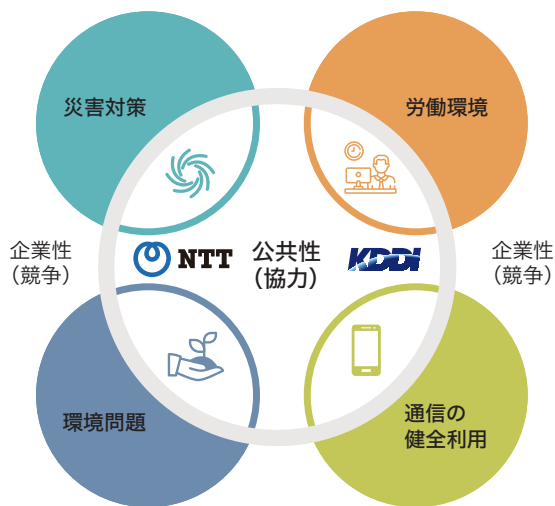 災害対策
労働環境
企業性
（競争）
NTT
公共性
（協力）
KDDI
企業性
（競争）
環境問題
通信の
健全利用